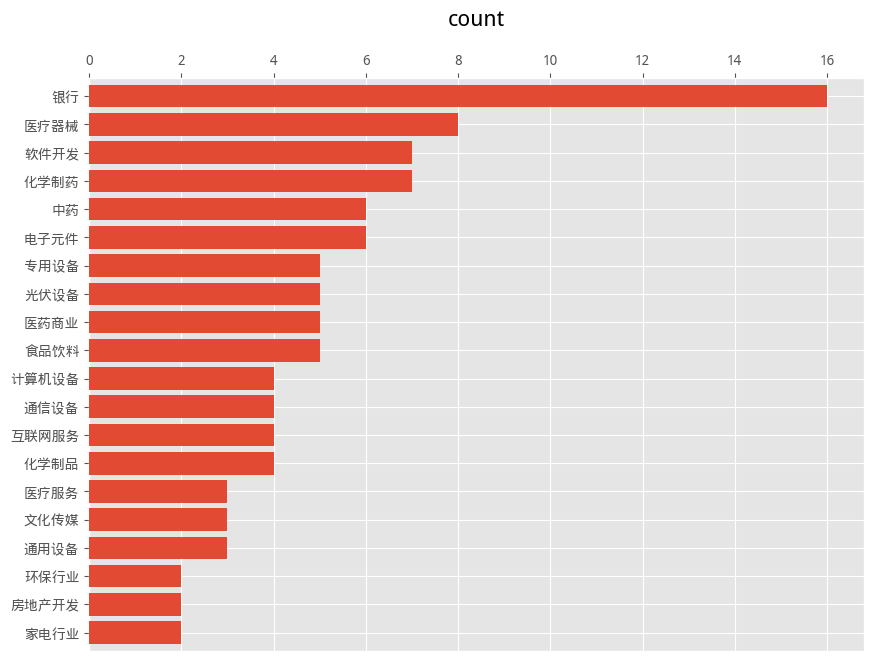 count
0 2 4 6 8 10 12 14 16
银行
医疗器械
软件开发
化学制药
中药
电子元件
专用设备
光伏设备
医药商业
食品饮料
计算机设备
通信设备
互联网服务
化学制品
医疗服务
文化传媒
通用设备
环保行业
房地产开发
家电行业